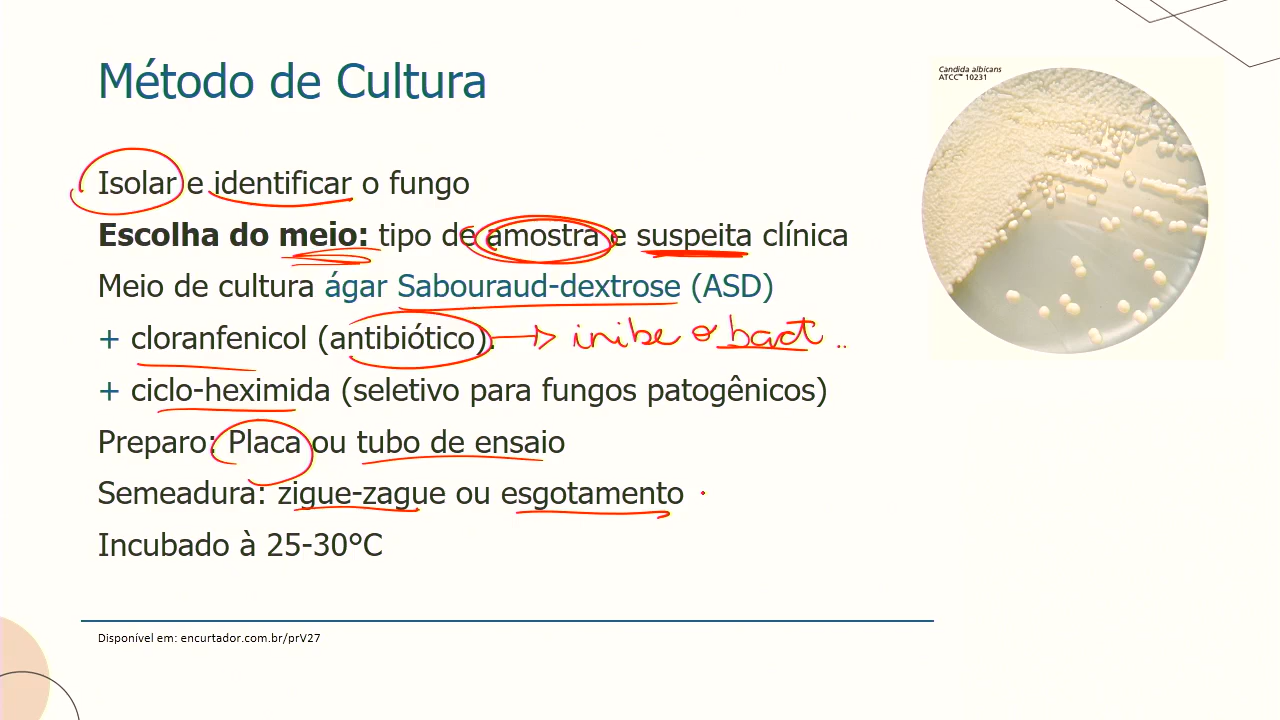 Método de Cultura
Candida albicans
ATCC™ 10231
Isolar e identificar o fungo
Escolha do meio: tipo de amostra e suspeita clínica
Meio de cultura ágar Sabouraud-dextrose (ASD)
+ cloranfenicol (antibiótico). → inibe o bact ..
+ ciclo-heximida (seletivo para fungos patogênicos)
Preparo: Placa ou tubo de ensaio
Semeadura: zigue-zague ou esgotamento
Incubado à 25-30°C
Disponível em: encurtador.com.br/prV27